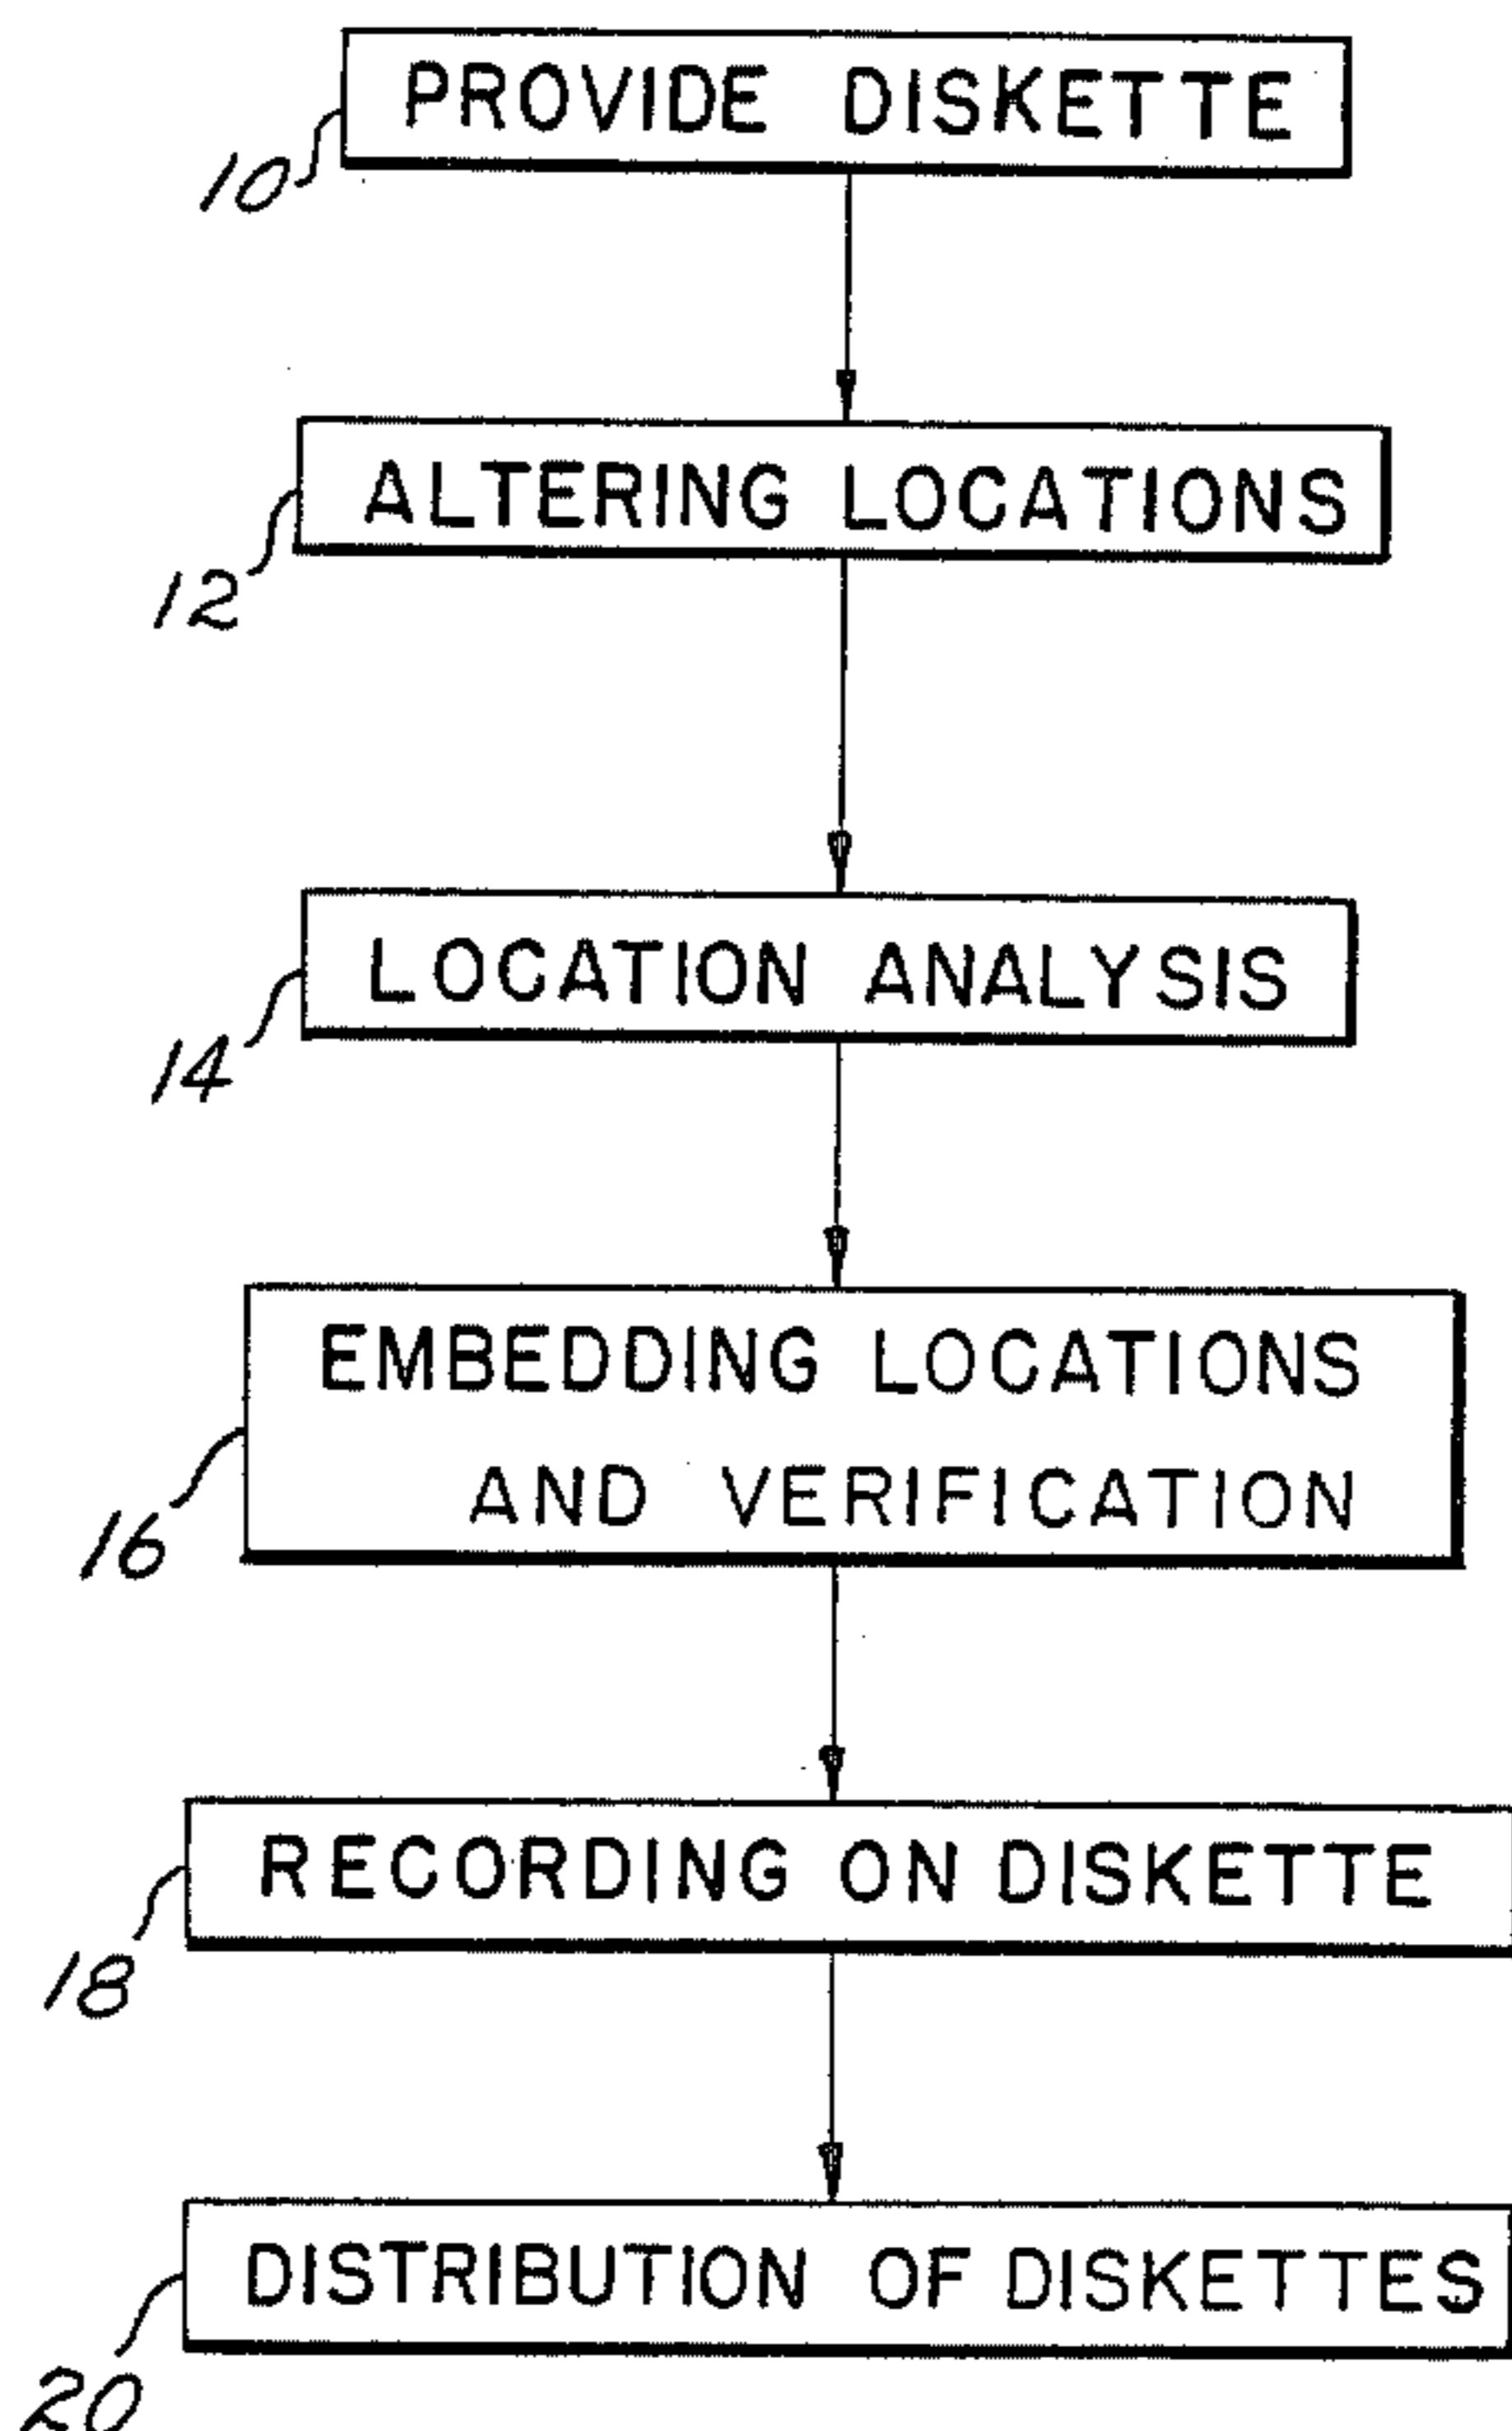 PROVIDE DISKETTE
10
ALTERING LOCATIONS
12
LOCATION ANALYSIS
14
EMBEDDING LOCATIONS
AND VERIFICATION
16
RECORDING ON DISKETTE
18
DISTRIBUTION OF DISKETTES
20